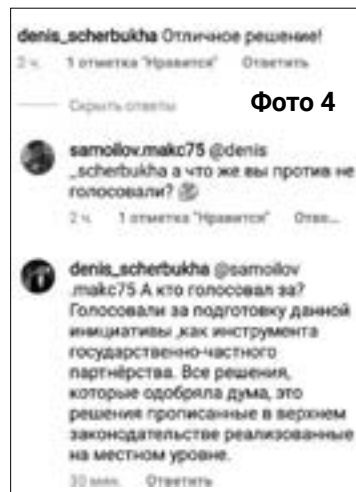 denis_scherbukha Отличное решение!
2 ч. 1 отметка "Нравится" Ответить
Скрыть ответы
Фото 4
samoilov.makc75 @denis
_scherbukha а что же вы против не
голосовали?
2 ч. 1 отметка "Нравится" Отве...
denis_scherbukha @samoilov
.makc75 А кто голосовал за?
Голосовали за подготовку данной
инициативы ,как инструмента
государственно-частного
партнёрства. Все решения,
которые одобряла дума, это
решения прописанные в верхнем
законодательстве реализованные
на местном уровне.
30 мин. Ответить